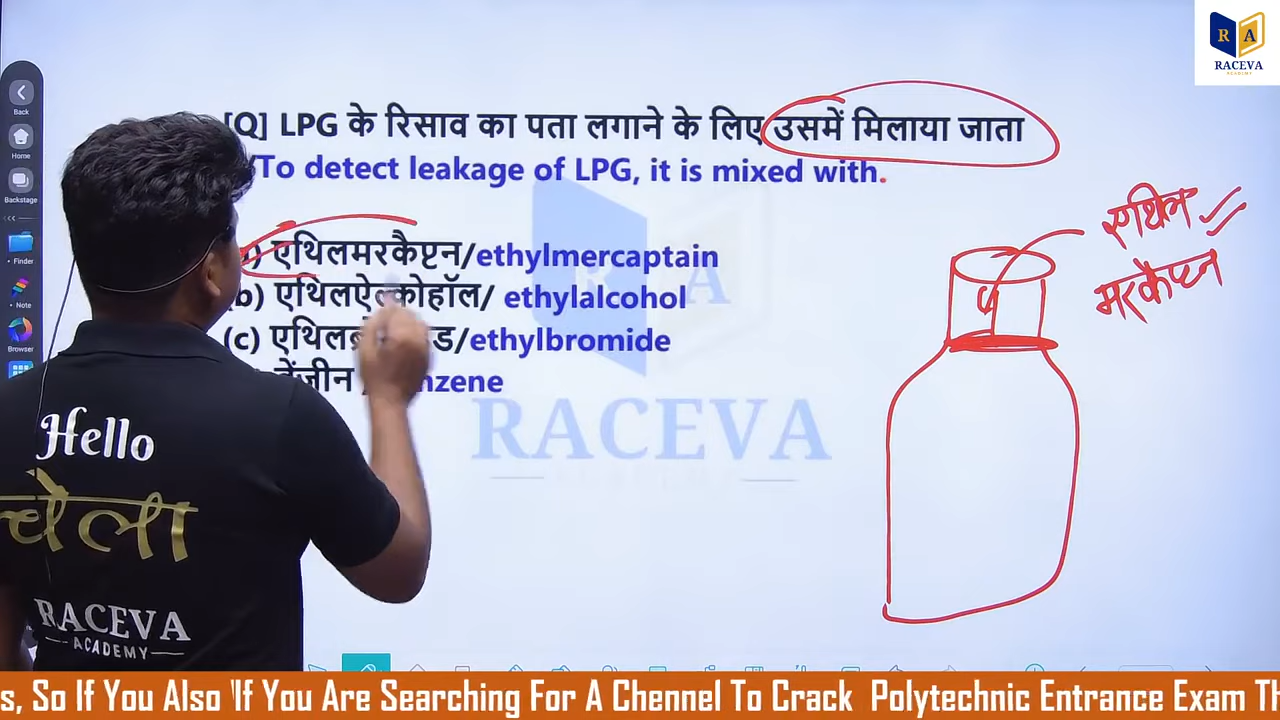 RA
RACEVA
ACADEMY
Back
Home
Backstage
Finder
Note
Browser
[Q] LPG के रिसाव का पता लगाने के लिए उसमें मिलाया जाता
/To detect leakage of LPG, it is mixed with.
एथिलमरकैप्टन/ethylmercaptain
(b) एथिलऐल्कोहॉल/ ethylalcohol
(c) /ethylbromide
बेंजीन
एथिल
मरकैप्टन
RA
RACEVA
Hello
चेला
RACEVA
ACADEMY
s, So If You Also 'If You Are Searching For A Chennel To Crack Polytechnic Entrance Exam Th